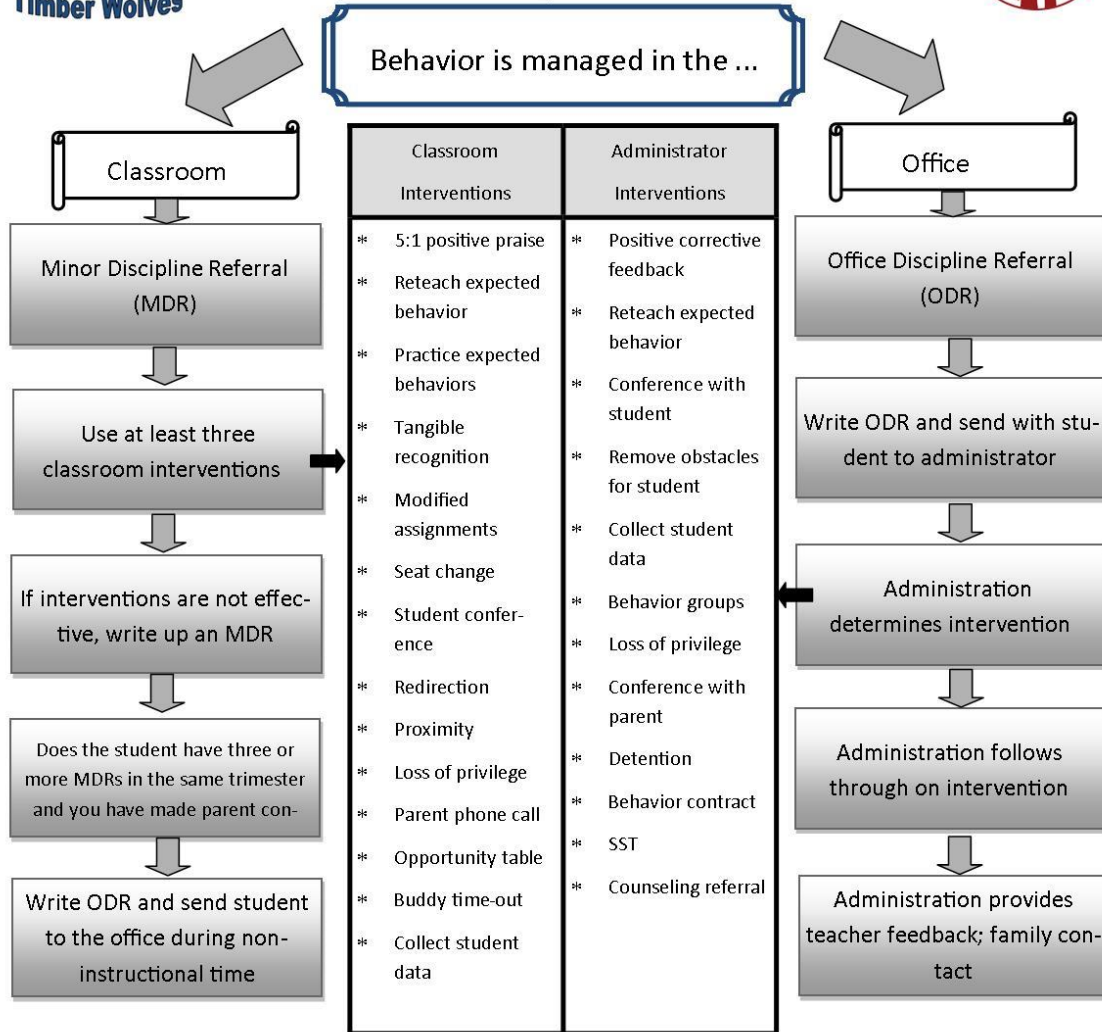 Timber Wolves
Behavior is managed in the ...
Classroom
Minor Discipline Referral
(MDR)
Use at least three
classroom interventions
If interventions are not effec-
tive, write up an MDR
Does the student have three or
more MDRs in the same trimester
and you have made parent con-
Write ODR and send student
to the office during non-
instructional time
Classroom
Interventions
* 5:1 positive praise
* Reteach expected
behavior
* Practice expected
behaviors
* Tangible
recognition
* Modified
assignments
* Seat change
* Student confer-
ence
* Redirection
* Proximity
* Loss of privilege
* Parent phone call
* Opportunity table
* Buddy time-out
* Collect student
data
Administrator
Interventions
* Positive corrective
feedback
* Reteach expected
behavior
* Conference with
student
* Remove obstacles
for student
* Collect student
data
* Behavior groups
* Loss of privilege
* Conference with
parent
* Detention
* Behavior contract
* SST
* Counseling referral
Office
Office Discipline Referral
(ODR)
Write ODR and send with stu-
dent to administrator
Administration
determines intervention
Administration follows
through on intervention
Administration provides
teacher feedback; family con-
tact